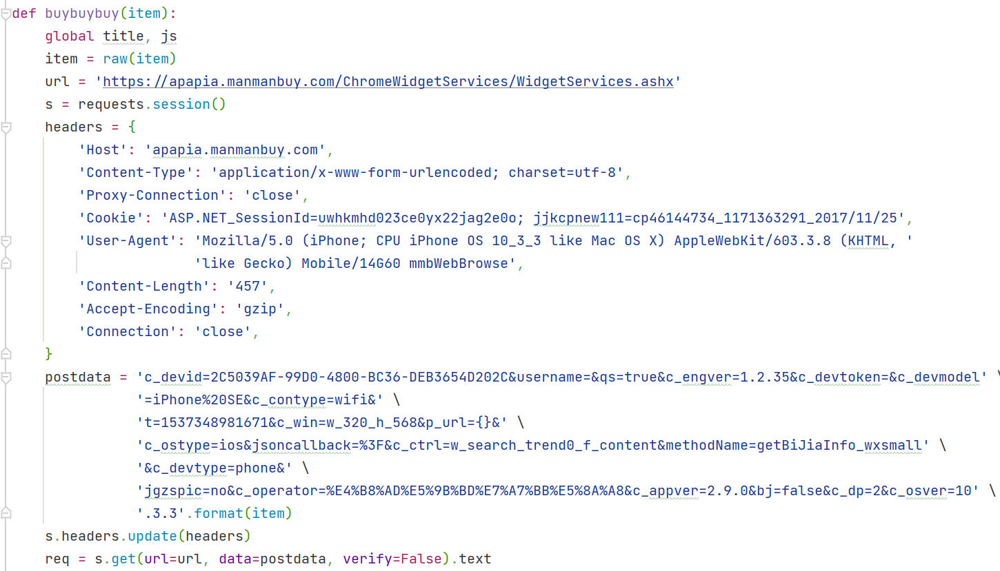 def buybuybuy(item):
    global title, js
    item = raw(item)
    url = 'https://apapia.manmanbuy.com/ChromeWidgetServices/WidgetServices.ashx'
    s = requests.session()
    headers = {
        'Host': 'apapia.manmanbuy.com',
        'Content-Type': 'application/x-www-form-urlencoded; charset=utf-8',
        'Proxy-Connection': 'close',
        'Cookie': 'ASP.NET_SessionId=uwhkmhd023ce0yx22jag2e0o; jjkcpnew111=cp46144734_1171363291_2017/11/25',
        'User-Agent': 'Mozilla/5.0 (iPhone; CPU iPhone OS 10_3_3 like Mac OS X) AppleWebKit/603.3.8 (KHTML, '
                      'like Gecko) Mobile/14G60 mmbWebBrowse',
        'Content-Length': '457',
        'Accept-Encoding': 'gzip',
        'Connection': 'close',
    }
    postdata = 'c_devid=2C5039AF-99D0-4800-BC36-DEB3654D202C&username=&qs=true&c_engver=1.2.35&c_devtoken=&c_devmodel' \
               '=iPhone%20SE&c_contype=wifi&' \
               't=1537348981671&c_win=w_320_h_568&p_url={}&' \
               'c_ostype=ios&jsoncallback=%3F&c_ctrl=w_search_trend0_f_content&methodName=getBiJiaInfo_wxsmall' \
               '&c_devtype=phone&' \
               'jgzspic=no&c_operator=%E4%B8%AD%E5%9B%BD%E7%A7%BB%E5%8A%A8&c_appver=2.9.0&bj=false&c_dp=2&c_osver=10' \
               '.3.3'.format(item)
    s.headers.update(headers)
    req = s.get(url=url, data=postdata, verify=False).text